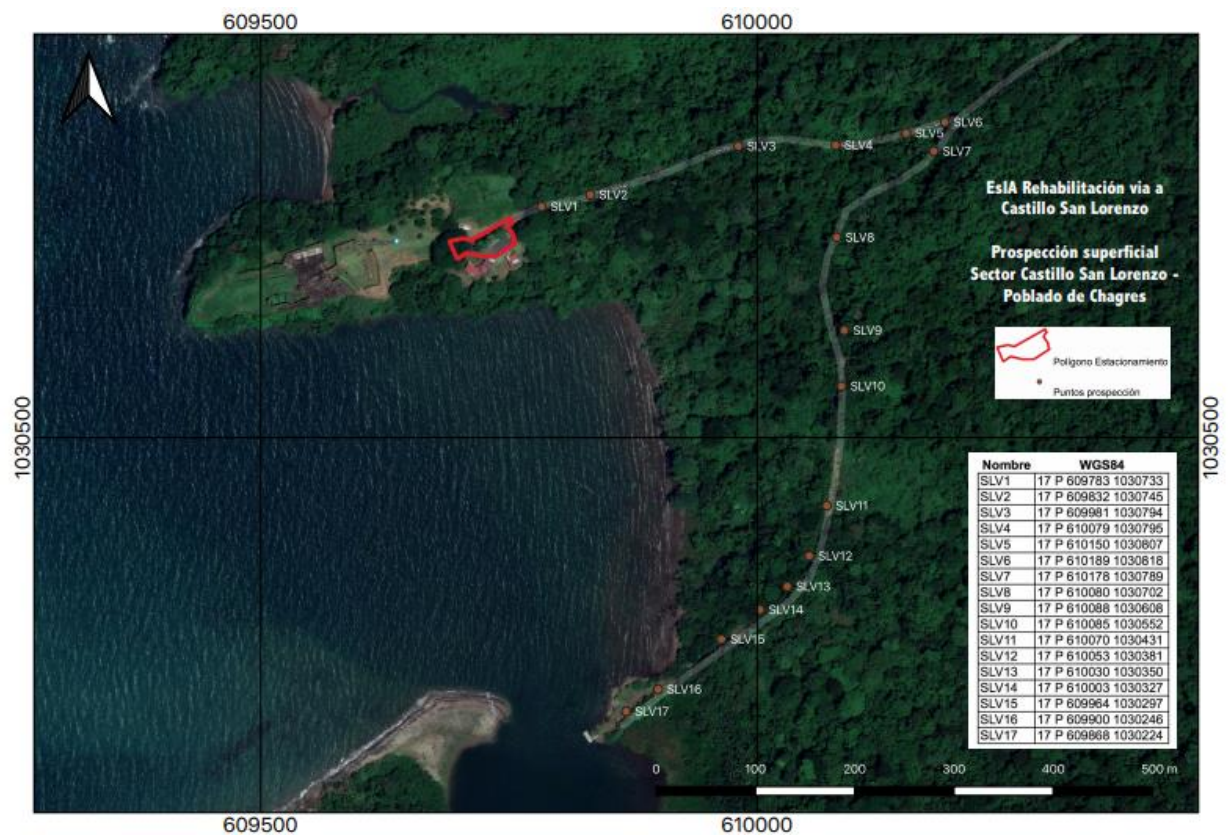 609500 610000
SLV6
SLV5
SLV3
SLV4
SLV7
SLV2
SLV1
SLV8
SLV9
SLV10
SLV11
SLV12
SLV13
SLV14
SLV15
SLV16
SLV17
1030500
1030500
EsIA Rehabilitación via a
Castillo San Lorenzo
Prospección superficial
Sector Castillo San Lorenzo -
Poblado de Chagres
Polígono Estacionamiento
Puntos prospección
Nombre WGS84
SLV1 17 P 609783 1030733
SLV2 17 P 609832 1030745
SLV3 17 P 609981 1030794
SLV4 17 P 610079 1030795
SLV5 17 P 610150 1030807
SLV6 17 P 610189 1030818
SLV7 17 P 610178 1030789
SLV8 17 P 610080 1030702
SLV9 17 P 610088 1030608
SLV10 17 P 610085 1030552
SLV11 17 P 610070 1030431
SLV12 17 P 610053 1030381
SLV13 17 P 610030 1030350
SLV14 17 P 610003 1030327
SLV15 17 P 609964 1030297
SLV16 17 P 609900 1030246
SLV17 17 P 609868 1030224
0 100 200 300 400 500 m
609500 610000